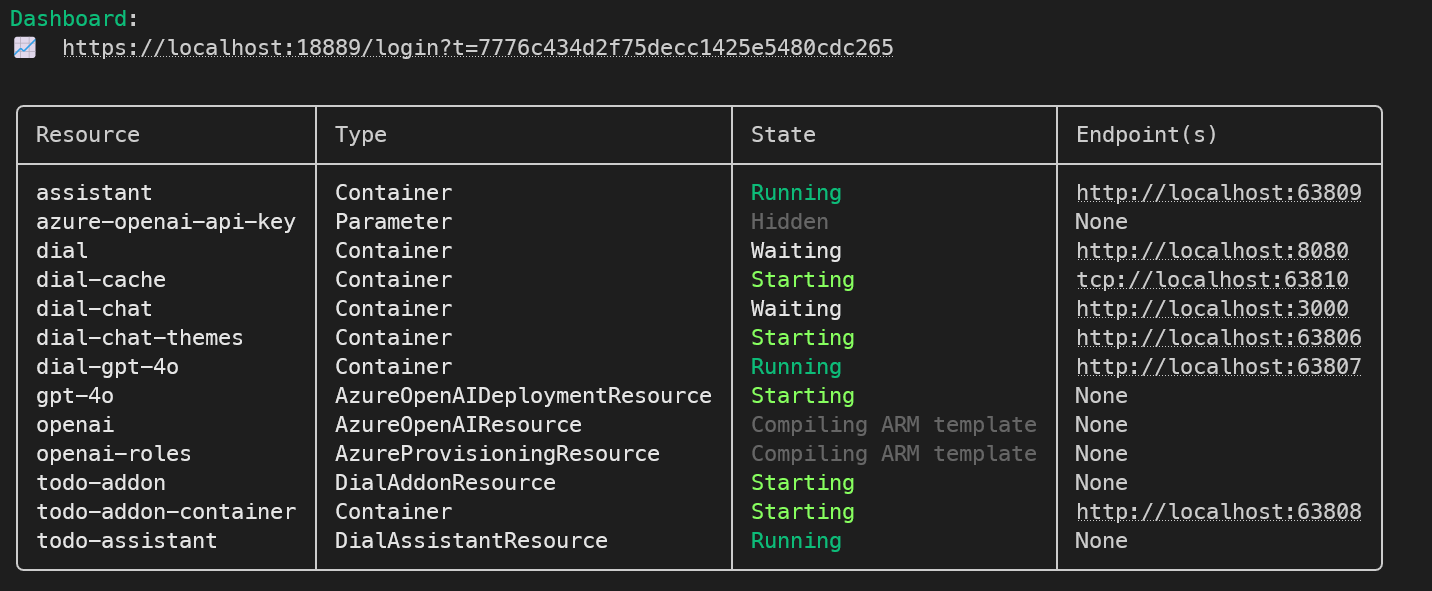 Dashboard:
https://localhost:18889/login?t=7776c434d2f75decc1425e5480cdc265
Resource Type State Endpoint(s)
assistant Container Running http://localhost:63809
azure-openai-api-key Parameter Hidden None
dial Container Waiting http://localhost:8080
dial-cache Container Starting tcp://localhost:63810
dial-chat Container Waiting http://localhost:3000
dial-chat-themes Container Starting http://localhost:63806
dial-gpt-4o Container Running http://localhost:63807
gpt-4o AzureOpenAIDeploymentResource Starting None
openai AzureOpenAIResource Compiling ARM template None
openai-roles AzureProvisioningResource Compiling ARM template None
todo-addon DialAddonResource Starting None
todo-addon-container Container Starting http://localhost:63808
todo-assistant DialAssistantResource Running None